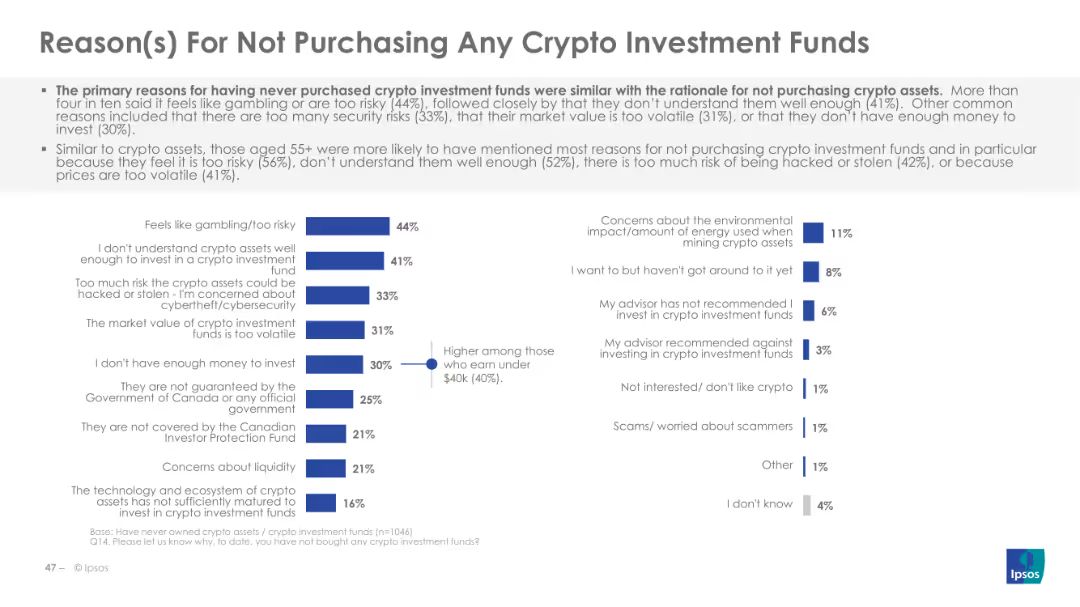 Reason(s) For Not Purchasing Any Crypto Investment Funds
▪ The primary reasons for having never purchased crypto investment funds were similar with the rationale for not purchasing crypto assets. More than
four in ten said it feels like gambling or are too risky (44%), followed closely by that they don't understand them well enough (41%). Other common
reasons included that there are too many security risks (33%), that their market value is too volatile (31%), or that they don't have enough money to
invest (30%).
▪ Similar to crypto assets, those aged 55+ were more likely to have mentioned most reasons for not purchasing crypto investment funds and in particular
because they feel it is too risky (56%), don't understand them well enough (52%), there is too much risk of being hacked or stolen (42%), or because
prices are too volatile (41%).
Feels like gambling/too risky 44%
I don't understand crypto assets well
enough to invest in a crypto investment
fund
41%
Too much risk the crypto assets could be
hacked or stolen - I'm concerned about
cybertheft/cybersecurity
33%
The market value of crypto investment
funds is too volatile
31%
I don't have enough money to invest 30%
Higher among those
who earn under
$40k (40%).
They are not guaranteed by the
Government of Canada or any official
government
25%
They are not covered by the Canadian
Investor Protection Fund
21%
Concerns about liquidity 21%
The technology and ecosystem of crypto
assets has not sufficiently matured to
invest in crypto investment funds
16%
Concerns about the environmental
impact/amount of energy used when
mining crypto assets
11%
I want to but haven't got around to it yet 8%
My advisor has not recommended I
invest in crypto investment funds
6%
My advisor recommended against
investing in crypto investment funds
3%
Not interested/ don't like crypto 1%
Scams/ worried about scammers 1%
Other 1%
I don't know 4%
Base: Have never owned crypto assets / crypto investment funds (n=1046)
Q14. Please let us know why, to date, you have not bought any crypto investment funds?
47 – © Ipsos
Ipsos